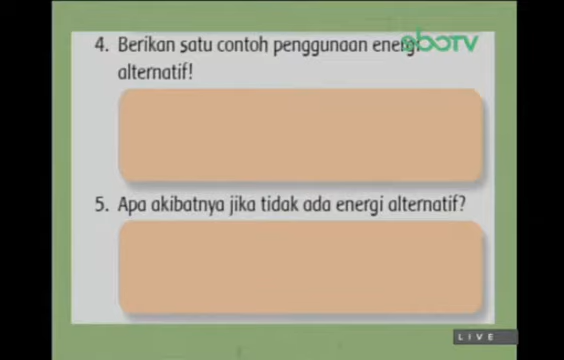 4. Berikan satu contoh penggunaan energi
alternatif!
5. Apa akibatnya jika tidak ada energi alternatif?
LIVE